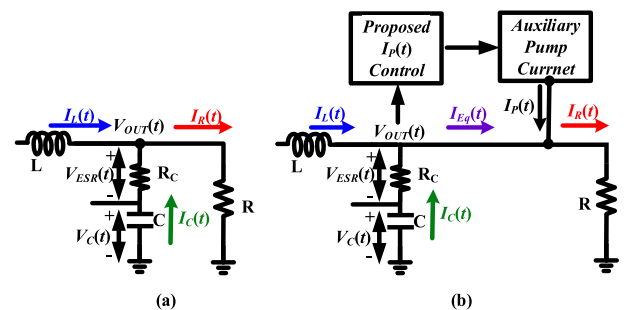 I_L(t)
V_OUT(t)
I_R(t)
L
+
V_ESR(t)
-
R_C
+
V_C(t)
-
C
I_C(t)
R
(a)
Proposed
I_P(t)
Control
Auxiliary
Pump
Currnet
I_P(t)
I_L(t)
V_OUT(t)
I_Eq(t)
I_R(t)
L
+
V_ESR(t)
-
R_C
+
V_C(t)
-
C
I_C(t)
R
(b)